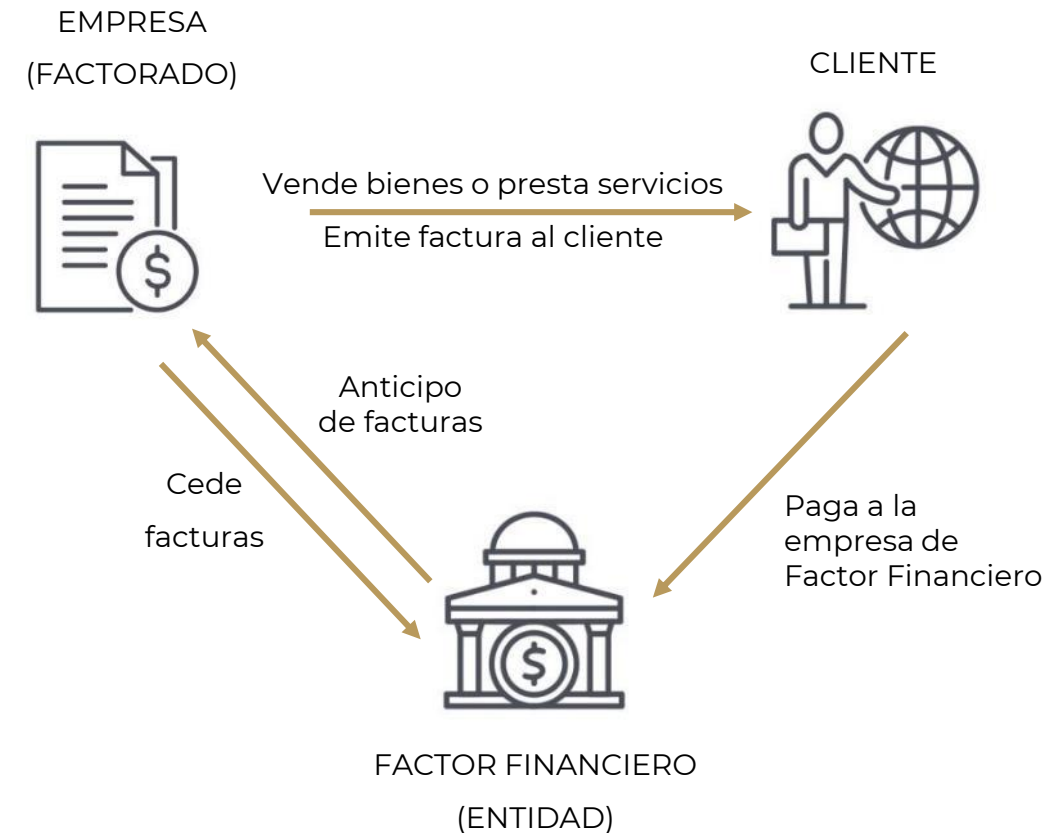 EMPRESA
(FACTORADO)
CLIENTE
Vende bienes o presta servicios
Emite factura al cliente
$
Anticipo
de facturas
Cede
facturas
Paga a la
empresa de
Factor Financiero
$
FACTOR FINANCIERO
(ENTIDAD)